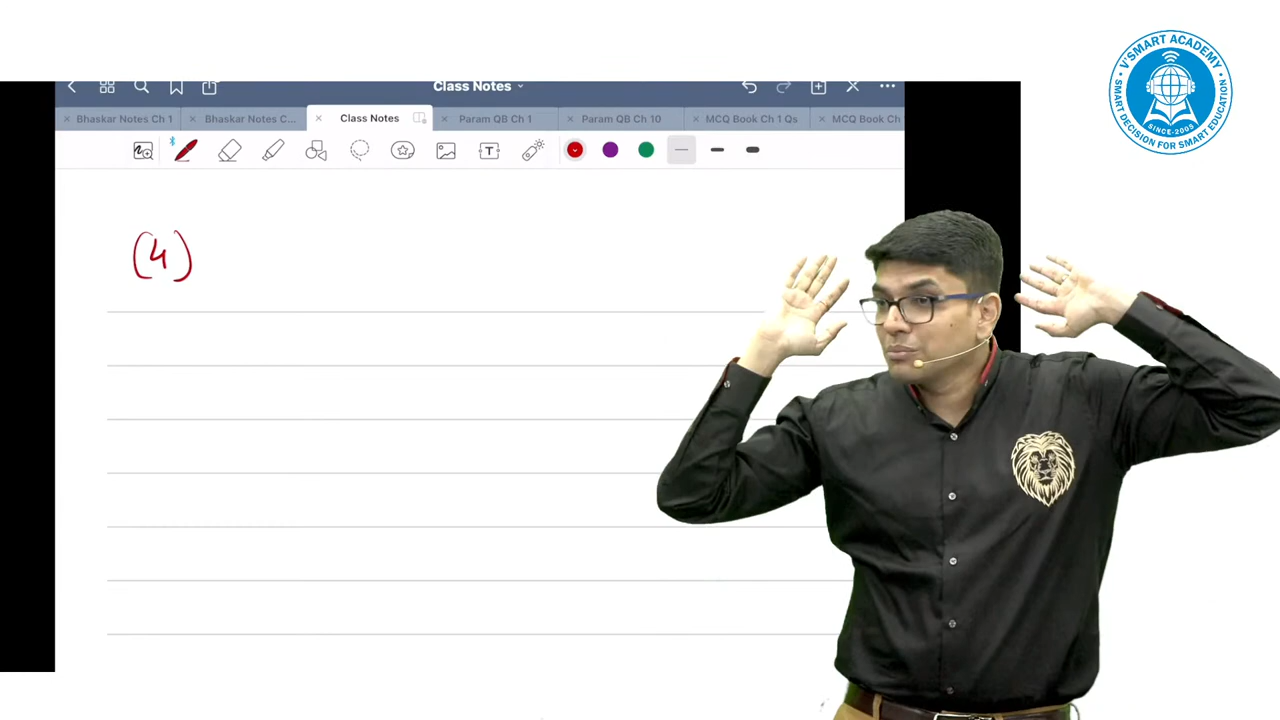 Class Notes
Bhaskar Notes Ch 1
Bhaskar Notes C...
Class Notes
Param QB Ch 1
Param QB Ch 10
MCQ Book Ch 1 Qs
MCQ Book Ch
T
(4)
V'SMART ACADEMY
SINCE-2005
SMART DECISION FOR SMART EDUCATION